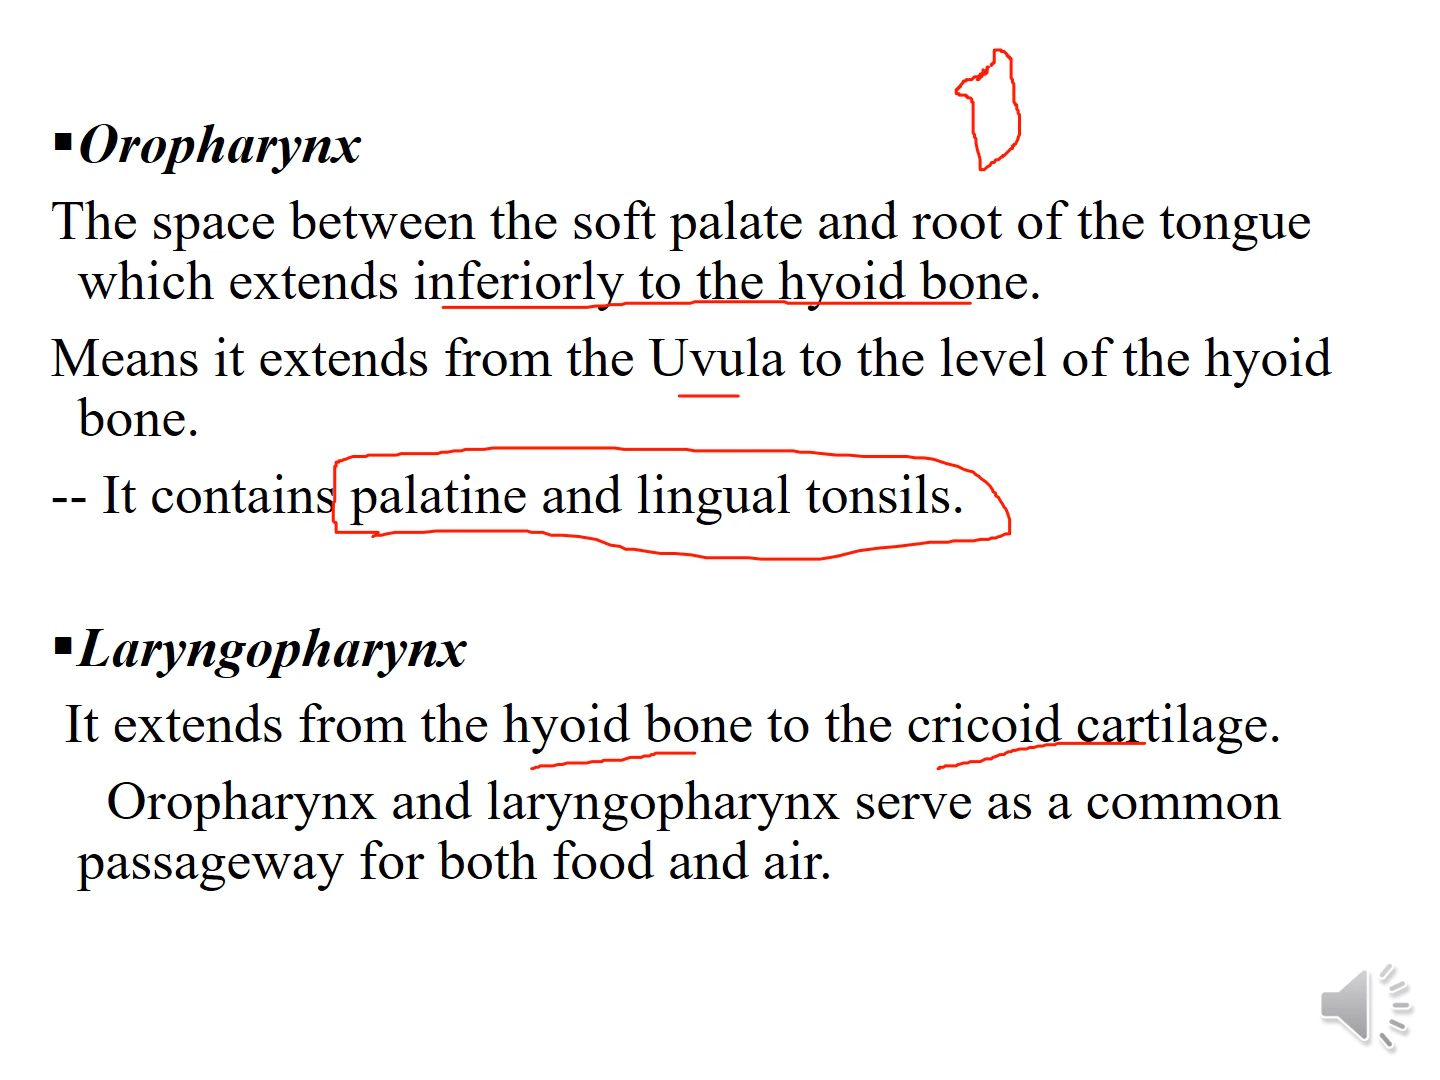 ▪Oropharynx
The space between the soft palate and root of the tongue
which extends inferiorly to the hyoid bone.
Means it extends from the Uvula to the level of the hyoid
bone.
-- It contains palatine and lingual tonsils.
▪Laryngopharynx
It extends from the hyoid bone to the cricoid cartilage.
Oropharynx and laryngopharynx serve as a common
passageway for both food and air.